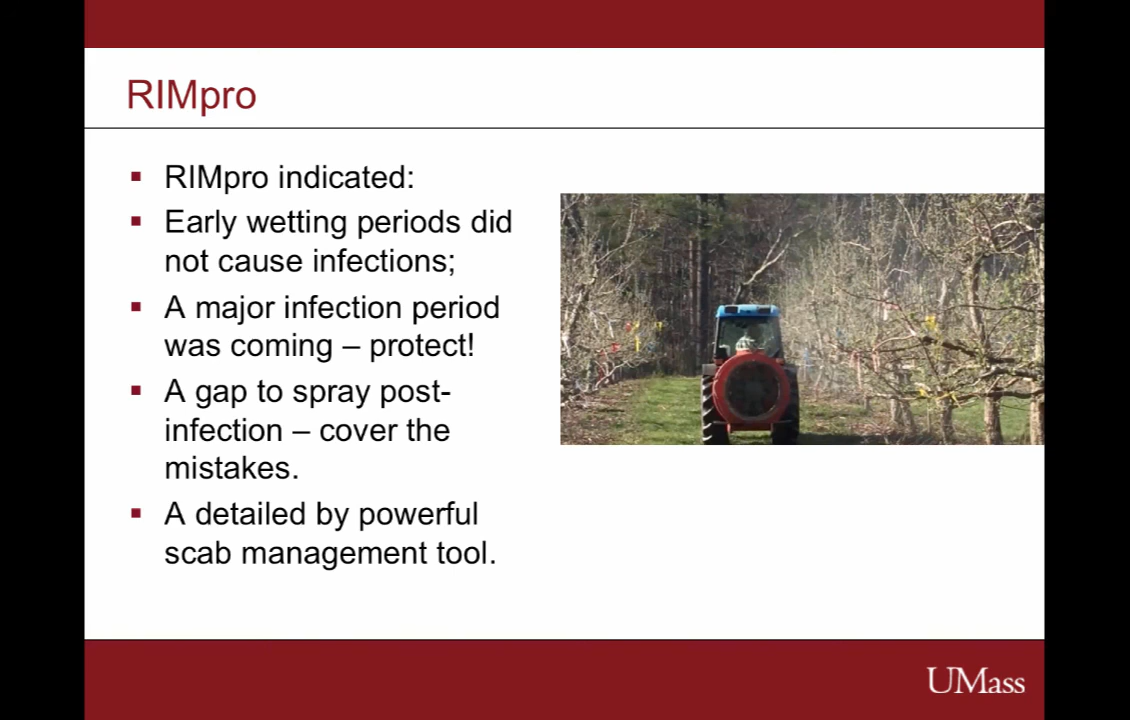 RIMpro
▪ RIMpro indicated:
▪ Early wetting periods did
not cause infections;
▪ A major infection period
was coming – protect!
▪ A gap to spray post-
infection – cover the
mistakes.
▪ A detailed by powerful
scab management tool.
UMass